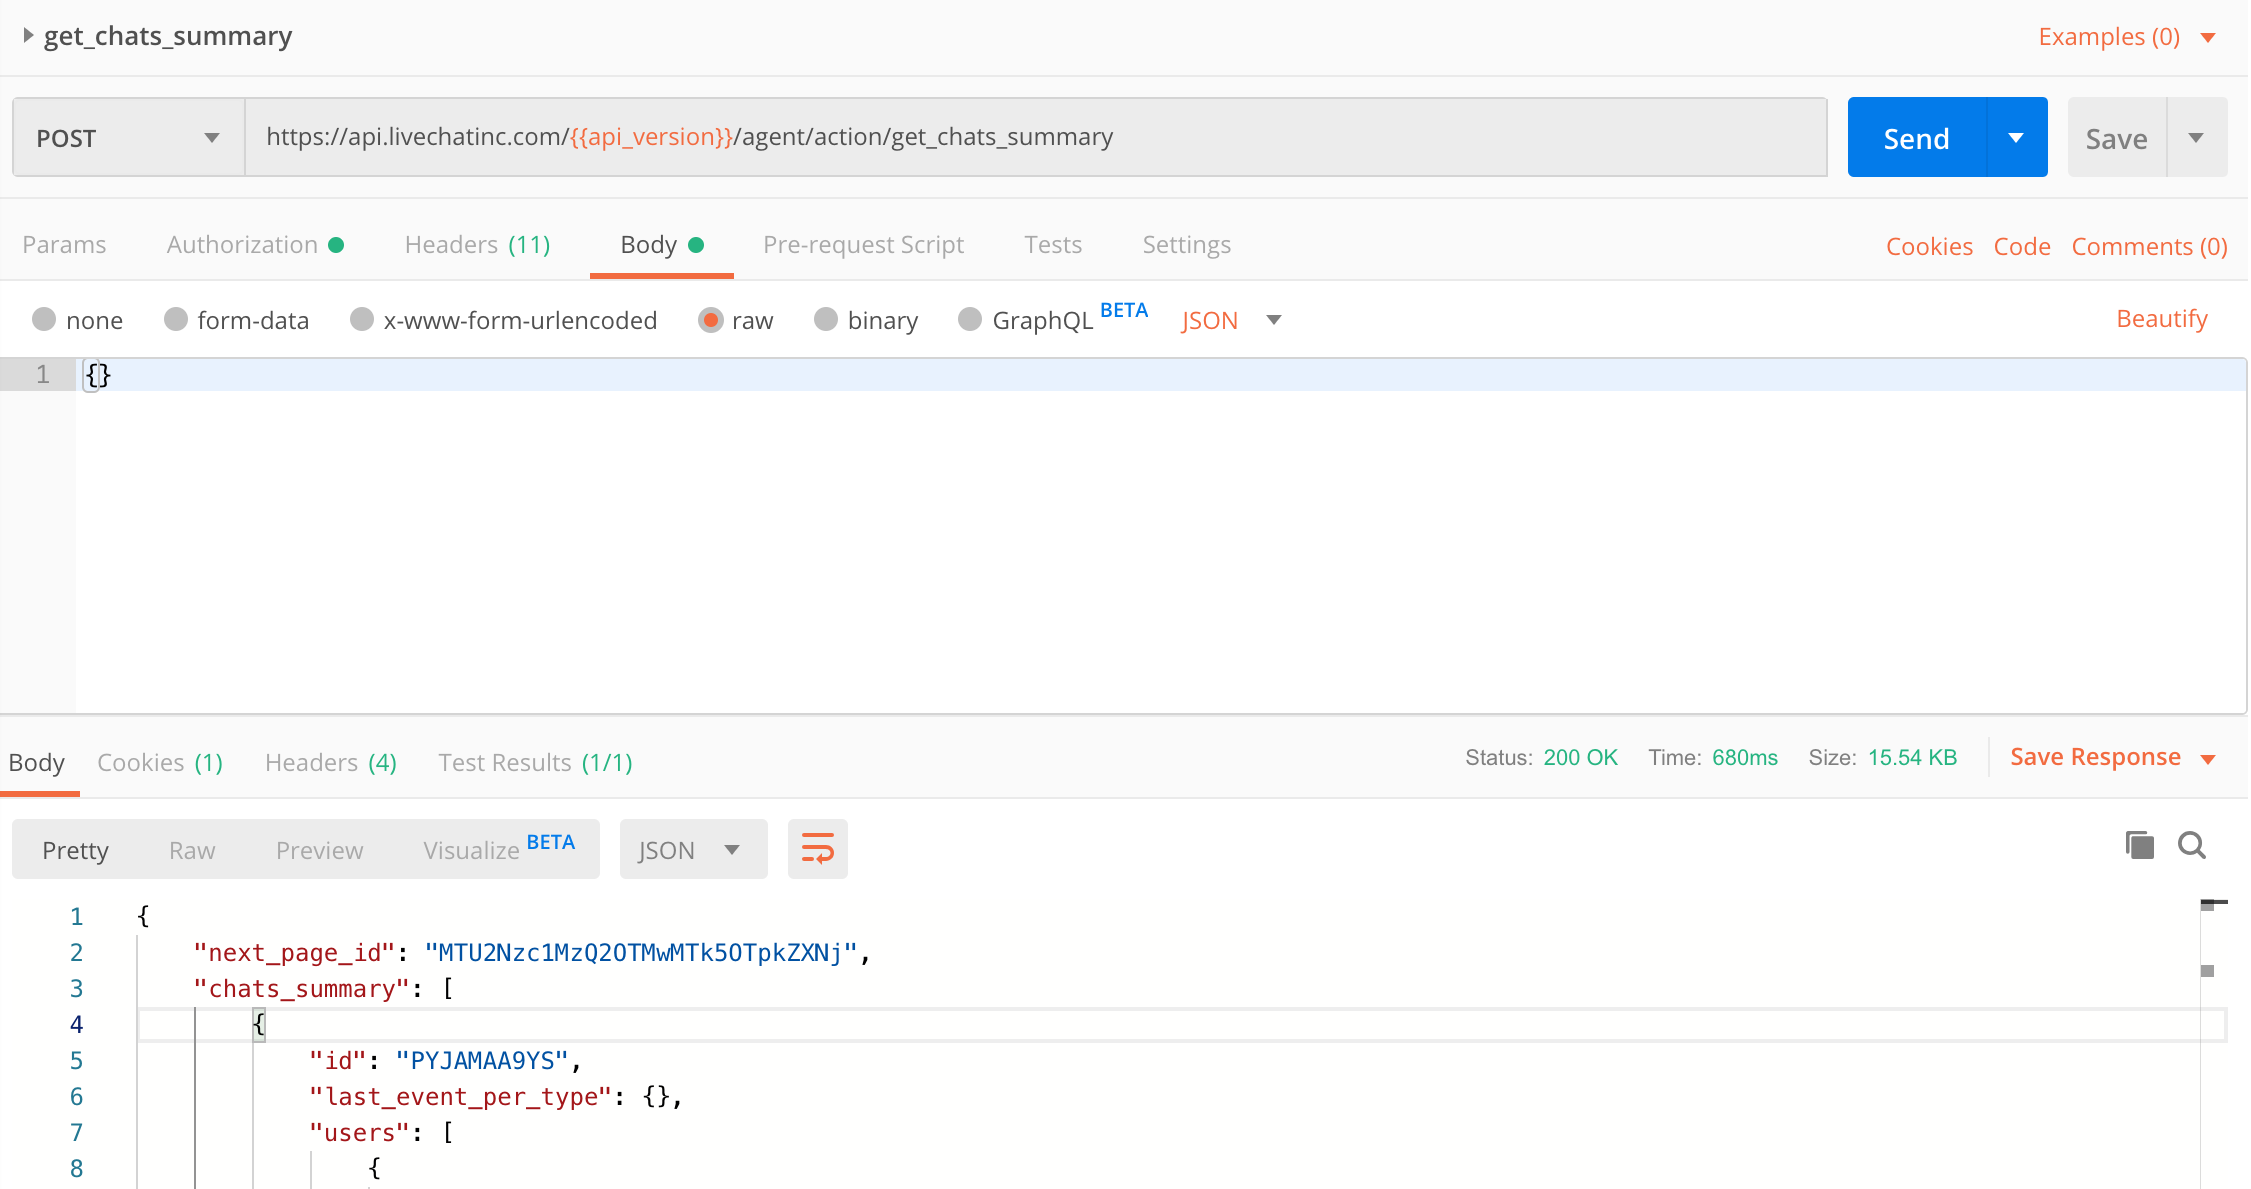 get_chats_summary Examples (0)
POST https://api.livechatinc.com/{{api_version}}/agent/action/get_chats_summary Send Save
Params Authorization Headers (11) Body Pre-request Script Tests Settings Cookies Code Comments (0)
none form-data x-www-form-urlencoded raw binary GraphQL BETA JSON Beautify
1 {}
Body Cookies (1) Headers (4) Test Results (1/1) Status: 200 OK Time: 680ms Size: 15.54 KB Save Response
Pretty Raw Preview Visualize BETA JSON
1 {
2 "next_page_id": "MTU2Nzc1MzQ2OTMwMTk5OTpkZXNj",
3 "chats_summary": [
4 {
5 "id": "PYJAMAA9YS",
6 "last_event_per_type": {},
7 "users": [
8 {